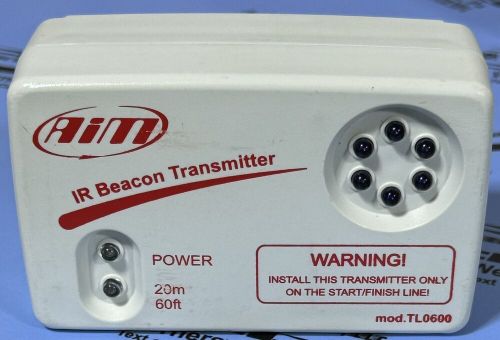 AiM
IR Beacon Transmitter
POWER
20m
60ft
WARNING!
INSTALL THIS TRANSMITTER ONLY
ON THE START/FINISH LINE!
mod.TL0600